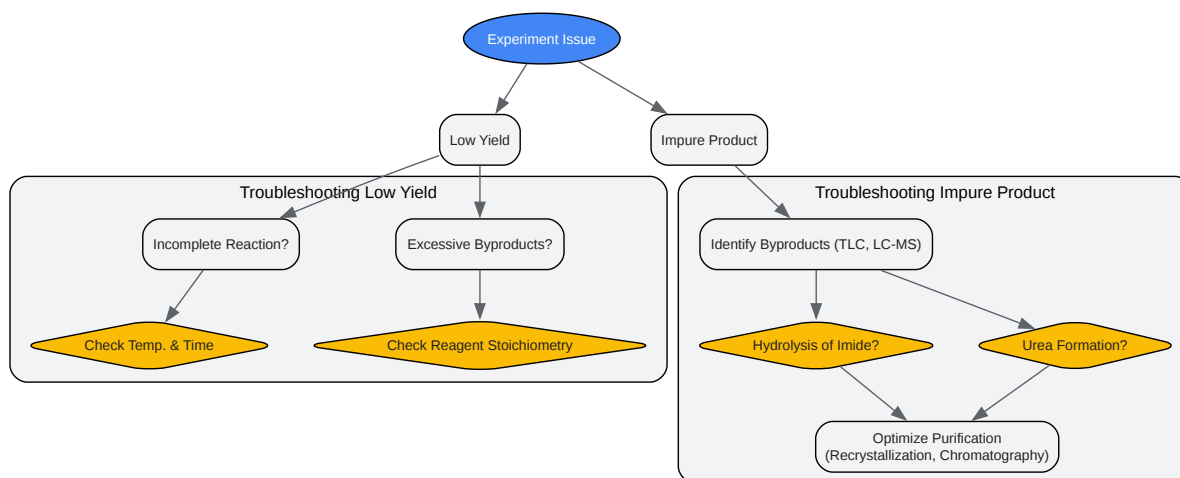 Experiment Issue
Low Yield
Impure Product
Troubleshooting Low Yield
Troubleshooting Impure Product
Incomplete Reaction?
Excessive Byproducts?
Identify Byproducts (TLC, LC-MS)
Check Temp. & Time
Check Reagent Stoichiometry
Hydrolysis of Imide?
Urea Formation?
Optimize Purification
(Recrystallization, Chromatography)